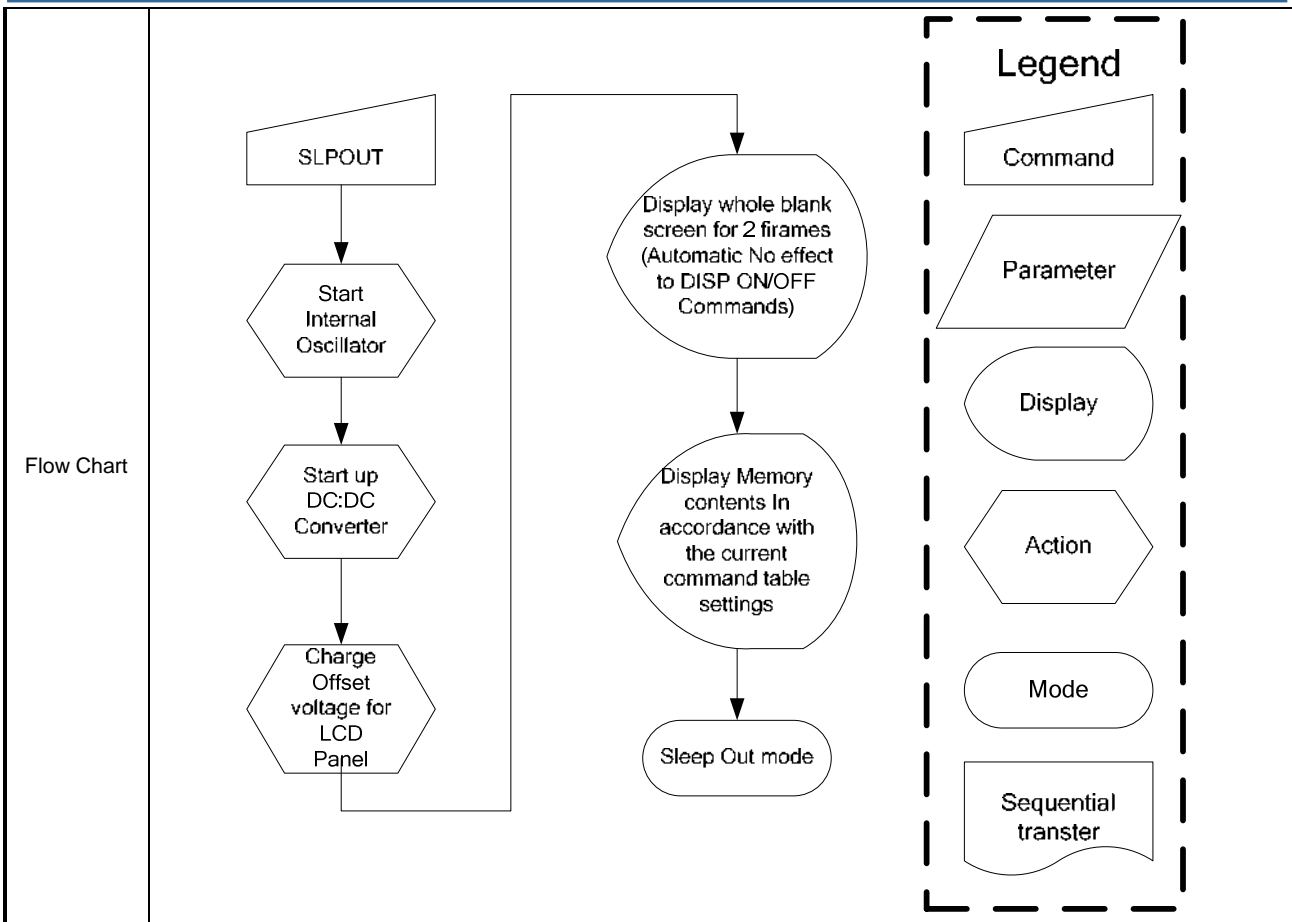 Flow Chart
SLPOUT
Start
Internal
Oscillator
Start up
DC:DC
Converter
Charge
Offset
voltage for
LCD
Panel
Display whole blank
screen for 2 firames
(Automatic No effect
to DISP ON/OFF
Commands)
Display Memory
contents In
accordance with
the current
command table
settings
Sleep Out mode
Legend
Command
Parameter
Display
Action
Mode
Sequential
transter